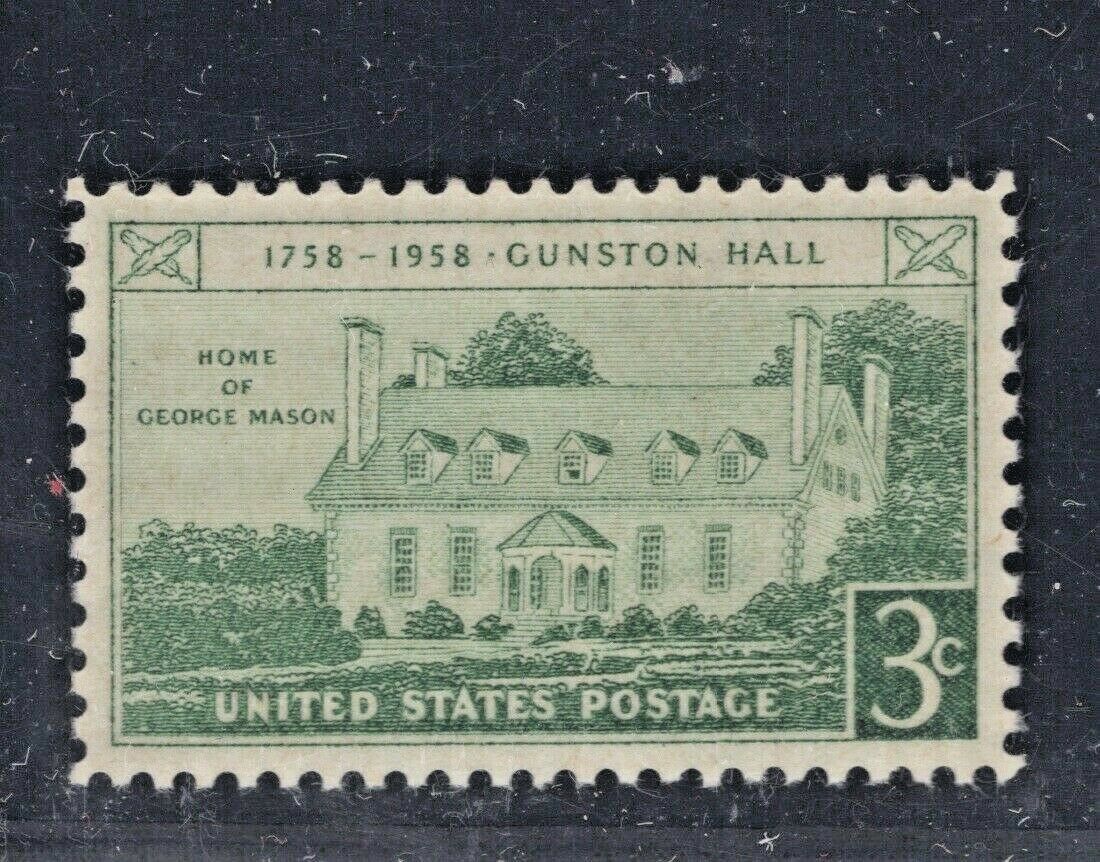 1758 - 1958 · GUNSTON HALL
HOME
OF
GEORGE MASON
3c
UNITED STATES POSTAGE